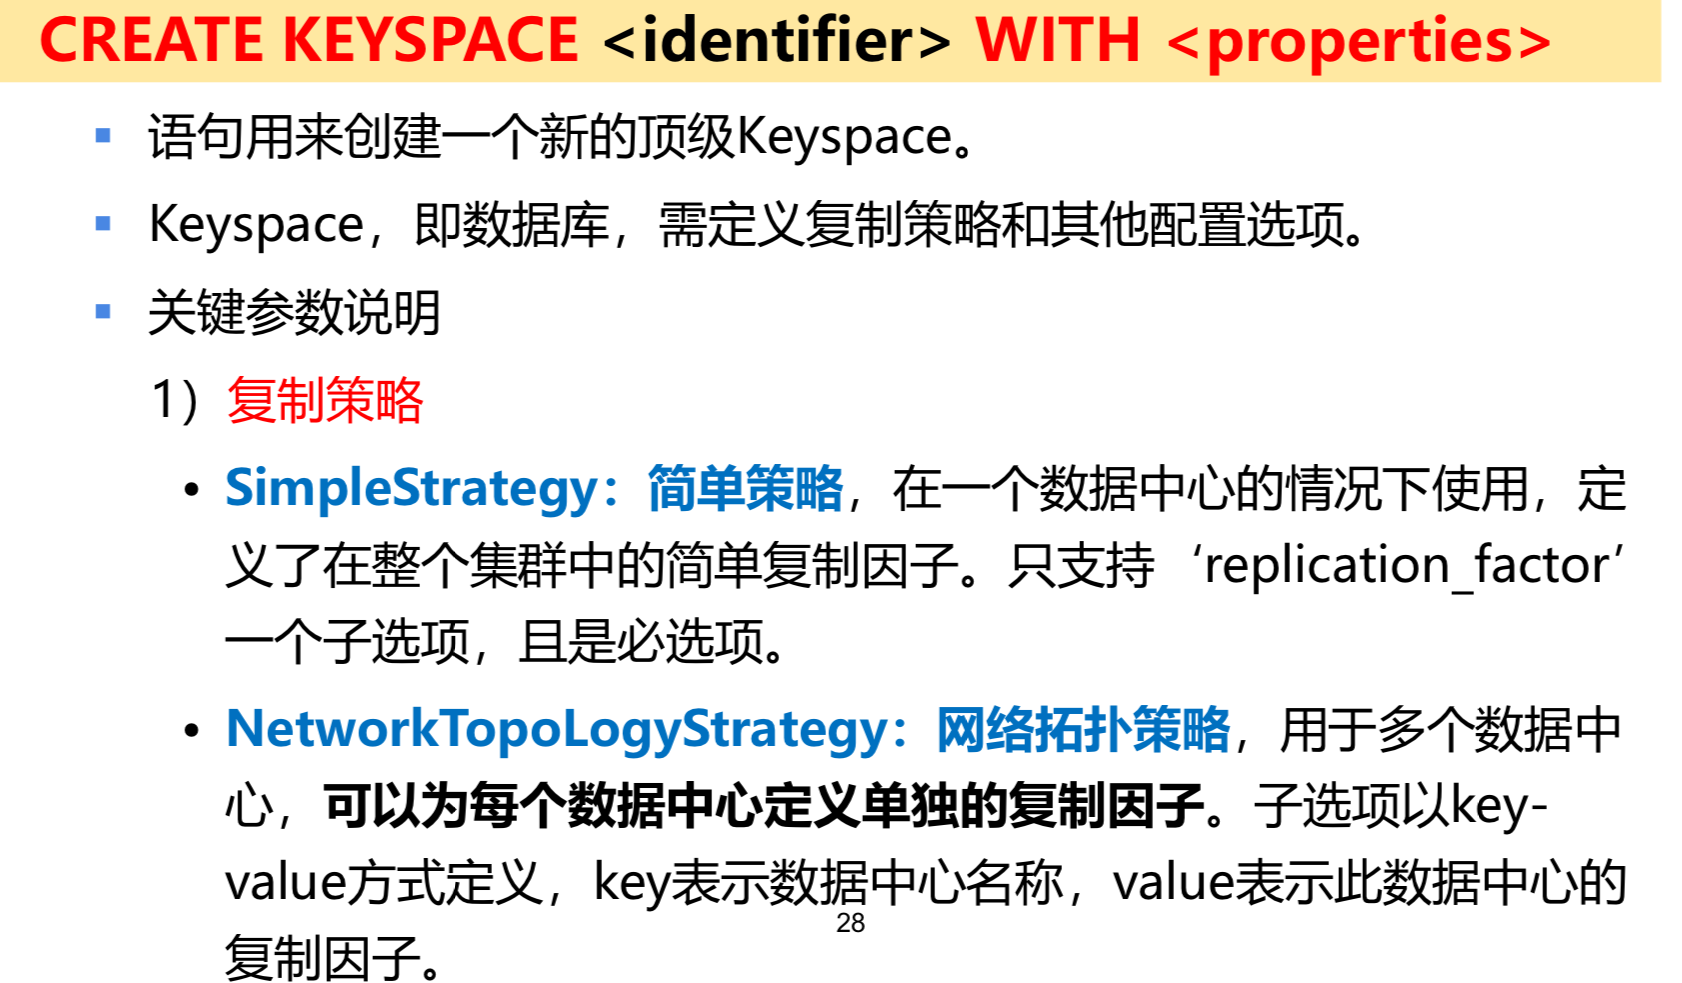 CREATE KEYSPACE <identifier> WITH <properties>
语句用来创建一个新的顶级Keyspace。
Keyspace，即数据库，需定义复制策略和其他配置选项。
关键参数说明
1）复制策略
• SimpleStrategy：简单策略，在一个数据中心的情况下使用，定
义了在整个集群中的简单复制因子。只支持‘replication_factor’
一个子选项，且是必选项。
• NetworkTopoLogyStrategy：网络拓扑策略，用于多个数据中
心，可以为每个数据中心定义单独的复制因子。子选项以key-
value方式定义，key表示数据中心名称，value表示此数据中心的
28
复制因子。